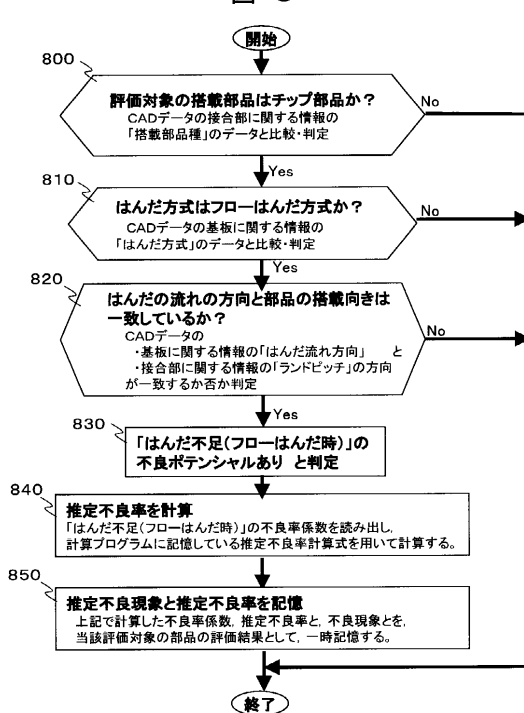 開始
800
評価対象の搭載部品はチップ部品か？
CADデータの接合部に関する情報の
「搭載部品種」のデータと比較・判定
No
Yes
810
はんだ方式はフローはんだ方式か？
CADデータの基板に関する情報の
「はんだ方式」のデータと比較・判定
No
Yes
820
はんだの流れの方向と部品の搭載向きは
一致しているか？
CADデータの
・基板に関する情報の「はんだ流れ方向」 と
・接合部に関する情報の「ランドピッチ」の方向
が一致するか否か判定
No
Yes
830
「はんだ不足(フローはんだ時)」の
不良ポテンシャルあり と判定
840
推定不良率を計算
「はんだ不足(フローはんだ時)」の不良率係数を読み出し,
計算プログラムに記憶している推定不良率計算式を用いて計算する。
850
推定不良現象と推定不良率を記憶
上記で計算した不良率係数, 推定不良率と, 不良現象とを,
当該評価対象の部品の評価結果として, 一時記憶する。
終了